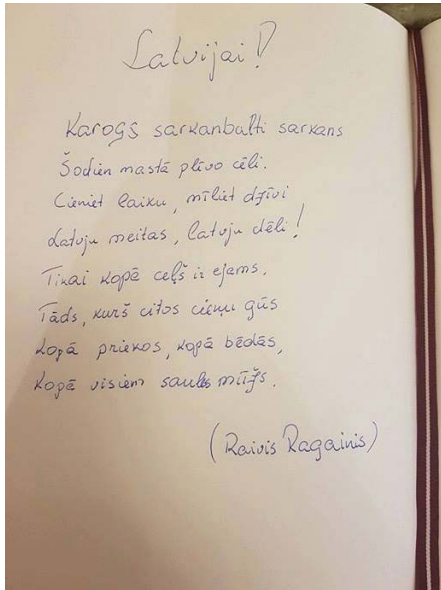 Latvijai!
Karogs sarkanbalti sarkans
Šodien mastā plīvo cēli.
Cieniet laiku, mīliet dzīvi
Latvju meitas, latvju dēli!
Tikai kopā ceļš ir ejams,
Tāds, kurš citos cieņu gūs
Kopā priekos, kopā bēdās,
Kopā visiem saules mūžs.
(Raivis Ragainis)